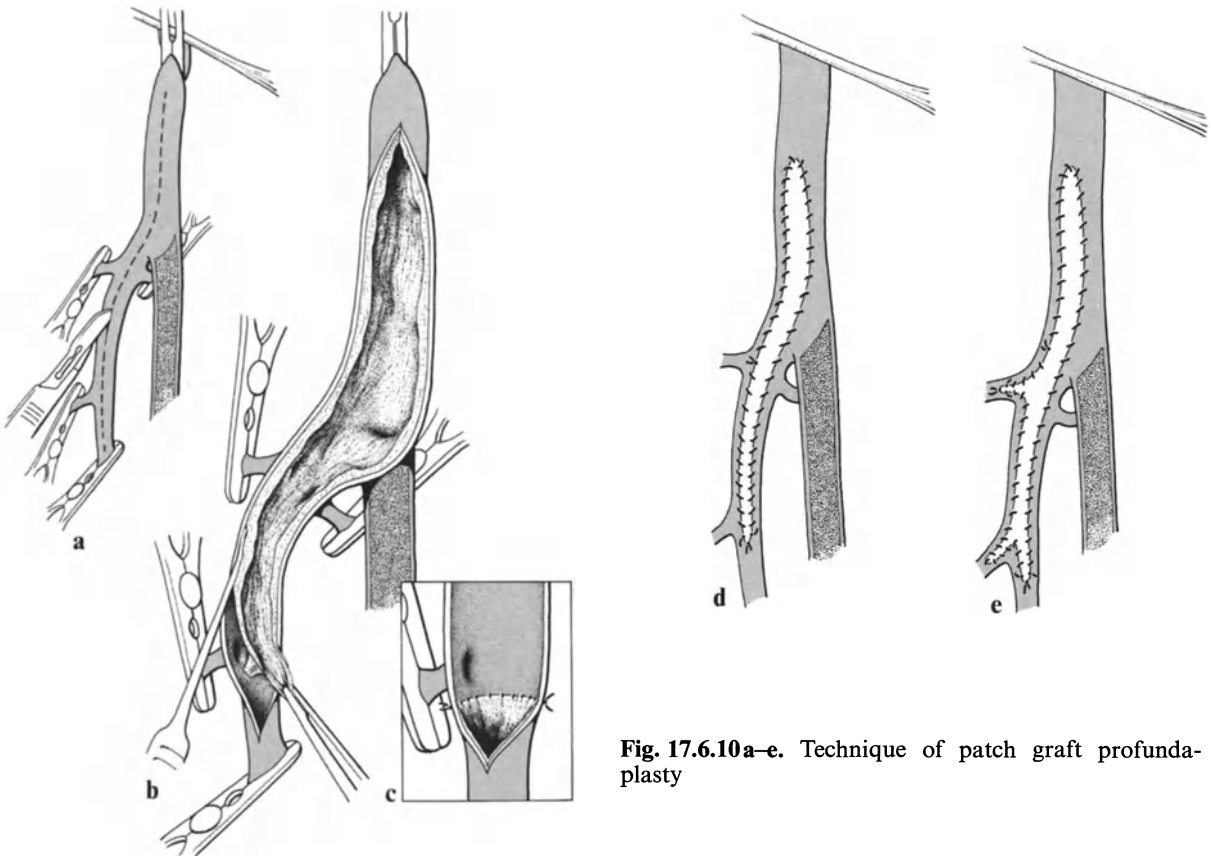 a
b
c
d
e
Fig. 17.6.10 a–e. Technique of patch graft profunda-
plasty